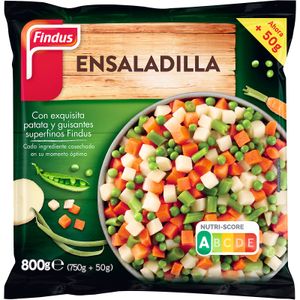 Findus
Ahora
+ 50g
ENSALADILLA
Con exquisita
patata y guisantes
superfinos Findus
Cada ingrediente cosechado
en su momento óptimo
NUTRI-SCORE
A B C D E
800g e (750g + 50g)